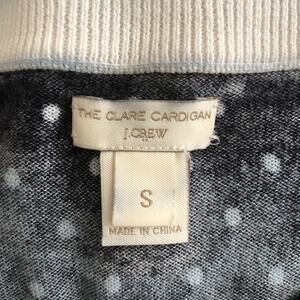 THE CLARE CARDIGAN
J.CREW
S
MADE IN CHINA